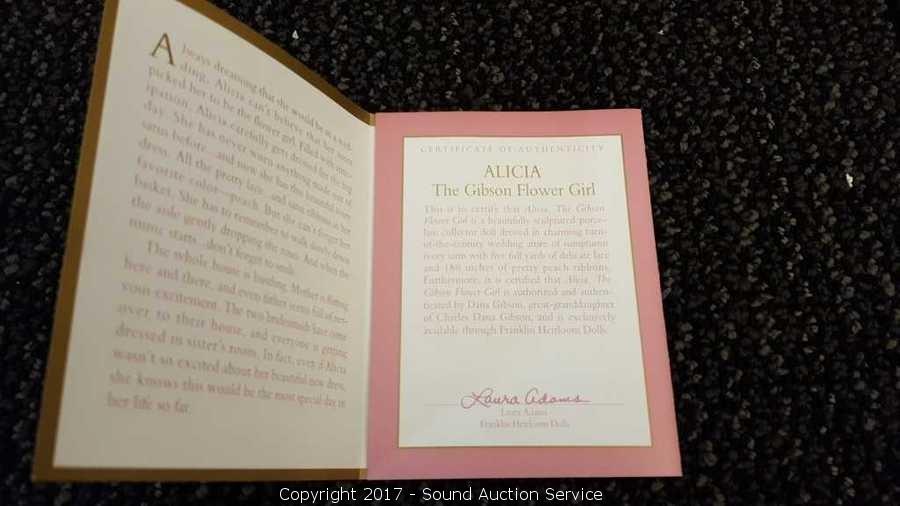 Always dreaming that she would be at a wed-
ding, Alicia can't believe that her sister
picked her to be the flower girl. Filled with antic-
ipation, Alicia carefully gets dressed for the big
day. She has never worn anything made out of
satin before...and now she has this beautiful ivory
dress. All the pretty lace...and satin ribbons in her
favorite color—peach. But she can't forget her
basket. She has to remember to walk slowly down
the aisle gently dropping the roses. And when the
music starts...don't forget to smile.
The whole house is bustling. Mother is flitting
here and there, and even father seems full of ner-
vous excitement. The two bridesmaids have come
over to their house, and everyone is getting
dressed in sister's room. In fact, even if Alicia
wasn't so excited about her beautiful new dress,
she knows this would be the most special day in
her life so far.
CERTIFICATE OF AUTHENTICITY
ALICIA
The Gibson Flower Girl
This is to certify that Alicia, The Gibson
Flower Girl is a beautifully sculptured porce-
lain collector doll dressed in charming turn-
of-the-century wedding attire of sumptuous
ivory satin with five full yards of delicate lace
and 180 inches of pretty peach ribbons.
Furthermore, it is certified that Alicia, The
Gibson Flower Girl is authorized and authen-
ticated by Dana Gibson, great-granddaughter
of Charles Dana Gibson, and is exclusively
available through Franklin Heirloom Dolls.
Laura Adams
Laura Adams
Franklin Heirloom Dolls
Copyright 2017 - Sound Auction Service